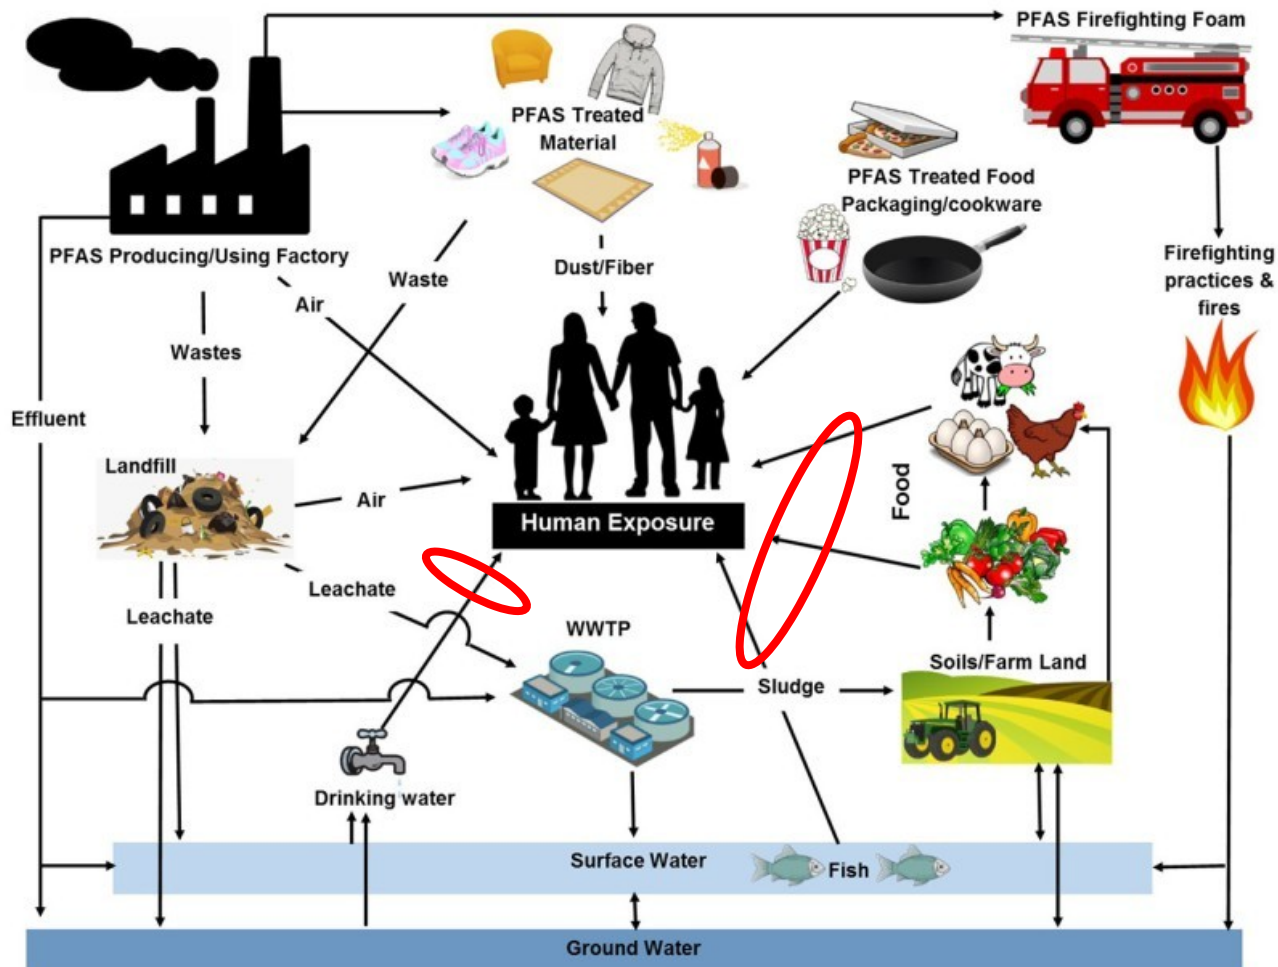 PFAS Firefighting Foam
PFAS Treated
Material
PFAS Treated Food
Packaging/cookware
PFAS Producing/Using Factory
Firefighting
practices &
fires
Dust/Fiber
Waste
Air
Wastes
Effluent
Landfill
Air
Food
Human Exposure
Leachate
Leachate
WWTP
Soils/Farm Land
Sludge
Drinking water
Surface Water
Fish
Ground Water